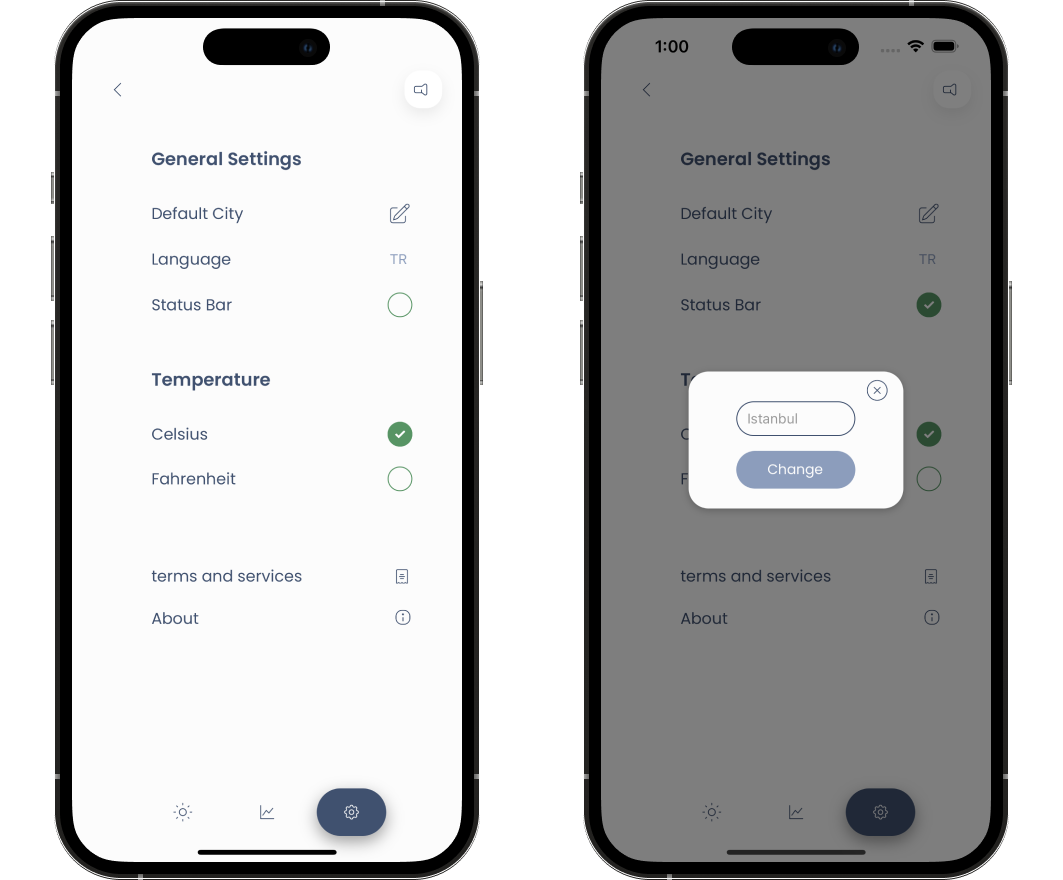 General Settings
Default City
Language TR
Status Bar
Temperature
Celsius
Fahrenheit
terms and services
About
1:00
General Settings
Default City
Language TR
Status Bar
Istanbul
Change
terms and services
About